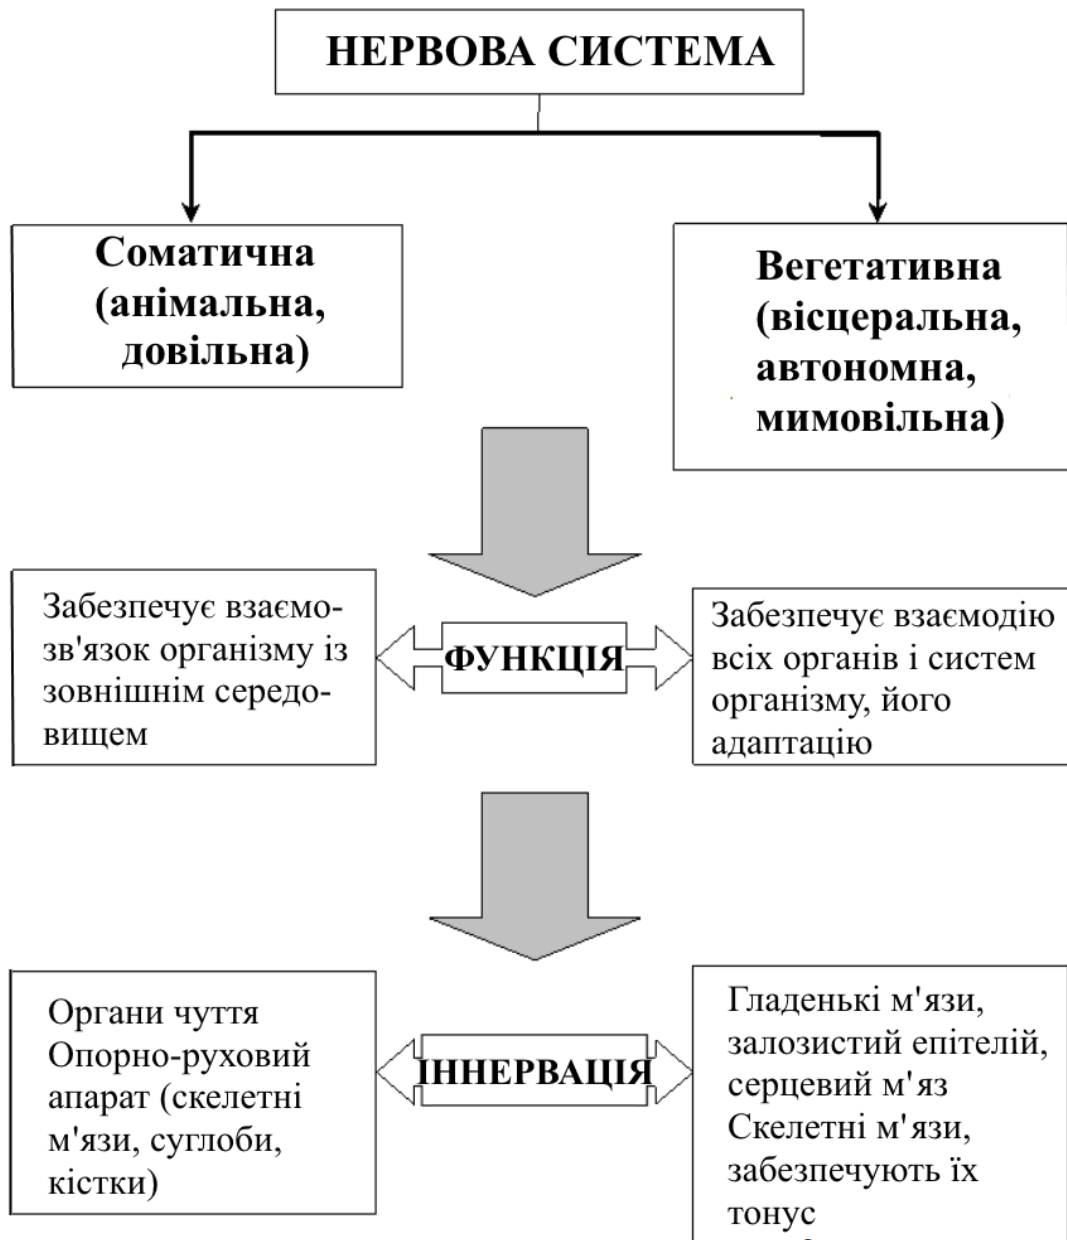 НЕРВОВА СИСТЕМА
Соматична
(анімальна,
довільна)
Вегетативна
(вісцеральна,
автономна,
мимовільна)
Забезпечує взаємо-
зв'язок організму із
зовнішнім середо-
вищем
ФУНКЦІЯ
Забезпечує взаємодію
всіх органів і систем
організму, його
адаптацію
Органи чуття
Опорно-руховий
апарат (скелетні
м'язи, суглоби,
кістки)
ІННЕРВАЦІЯ
Гладенькі м'язи,
залозистий епітелій,
серцевий м'яз
Скелетні м'язи,
забезпечують їх
тонус